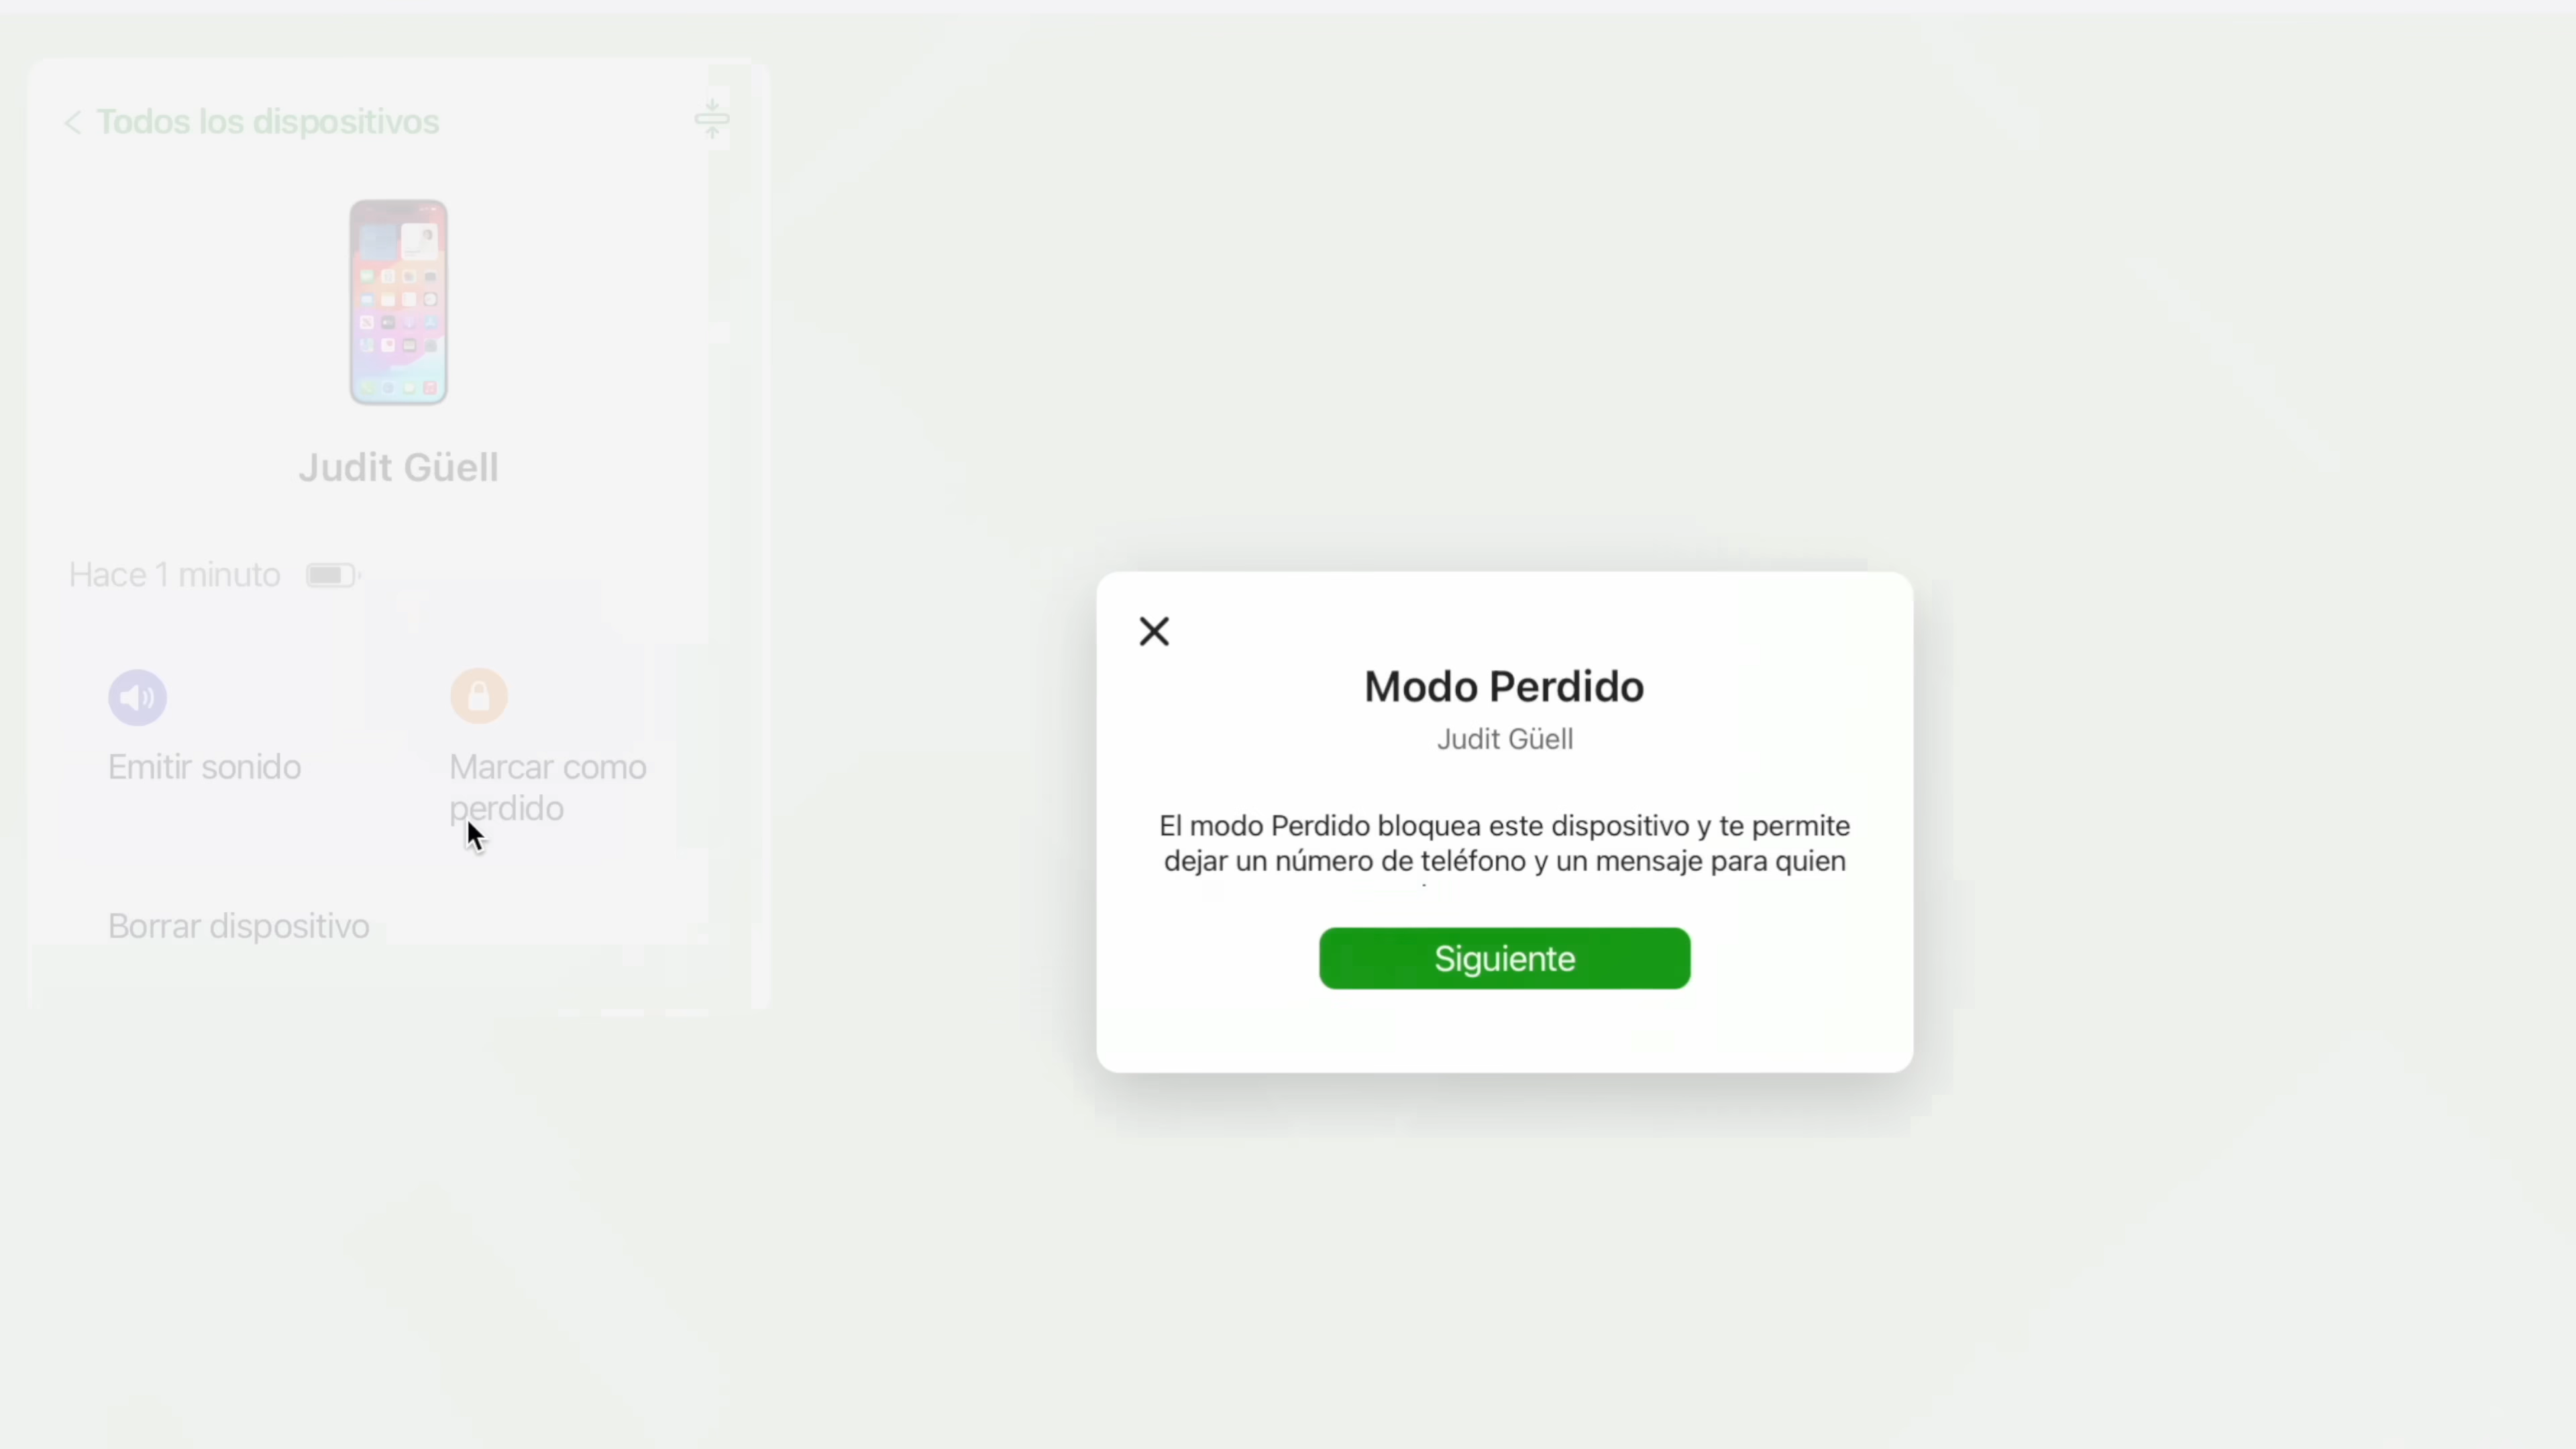 Todos los dispositivos
Judit Güell
Hace 1 minuto
Emitir sonido
Marcar como
perdido
Borrar dispositivo
Modo Perdido
Judit Güell
El modo Perdido bloquea este dispositivo y te permite
dejar un número de teléfono y un mensaje para quien
Siguiente